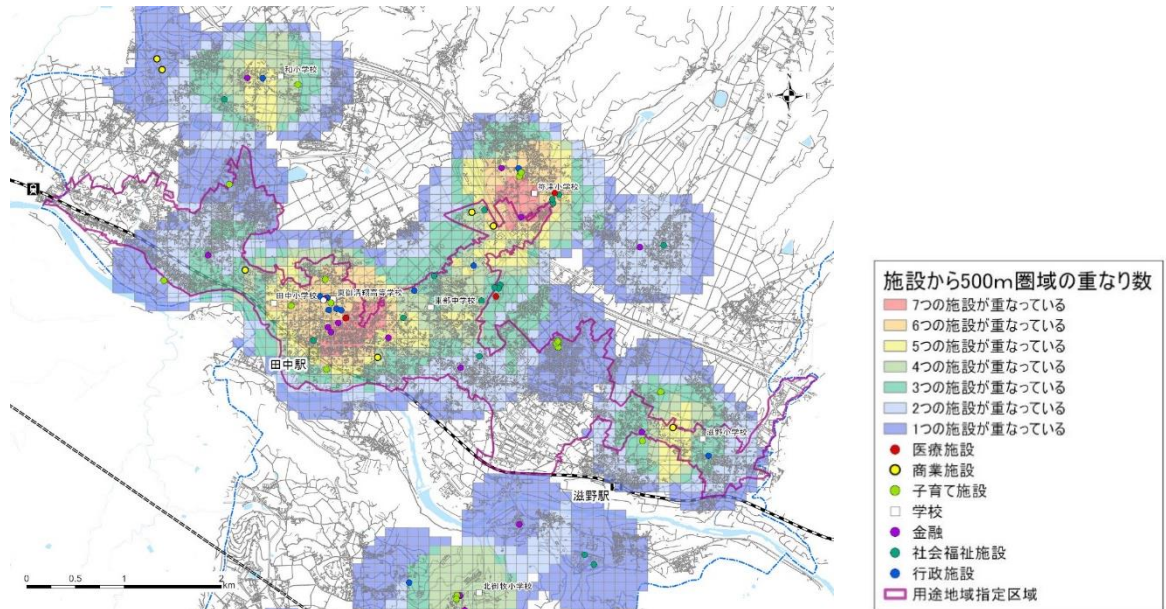 和小学校
N
W
E
S
祢津小学校
田中小学校
東御清翔高等学校
東部中学校
田中駅
滋野小学校
滋野駅
北御牧小学校
0 0.5 1 2
km
施設から500m圏域の重なり数
7つの施設が重なっている
6つの施設が重なっている
5つの施設が重なっている
4つの施設が重なっている
3つの施設が重なっている
2つの施設が重なっている
1つの施設が重なっている
医療施設
商業施設
子育て施設
学校
金融
社会福祉施設
行政施設
用途地域指定区域